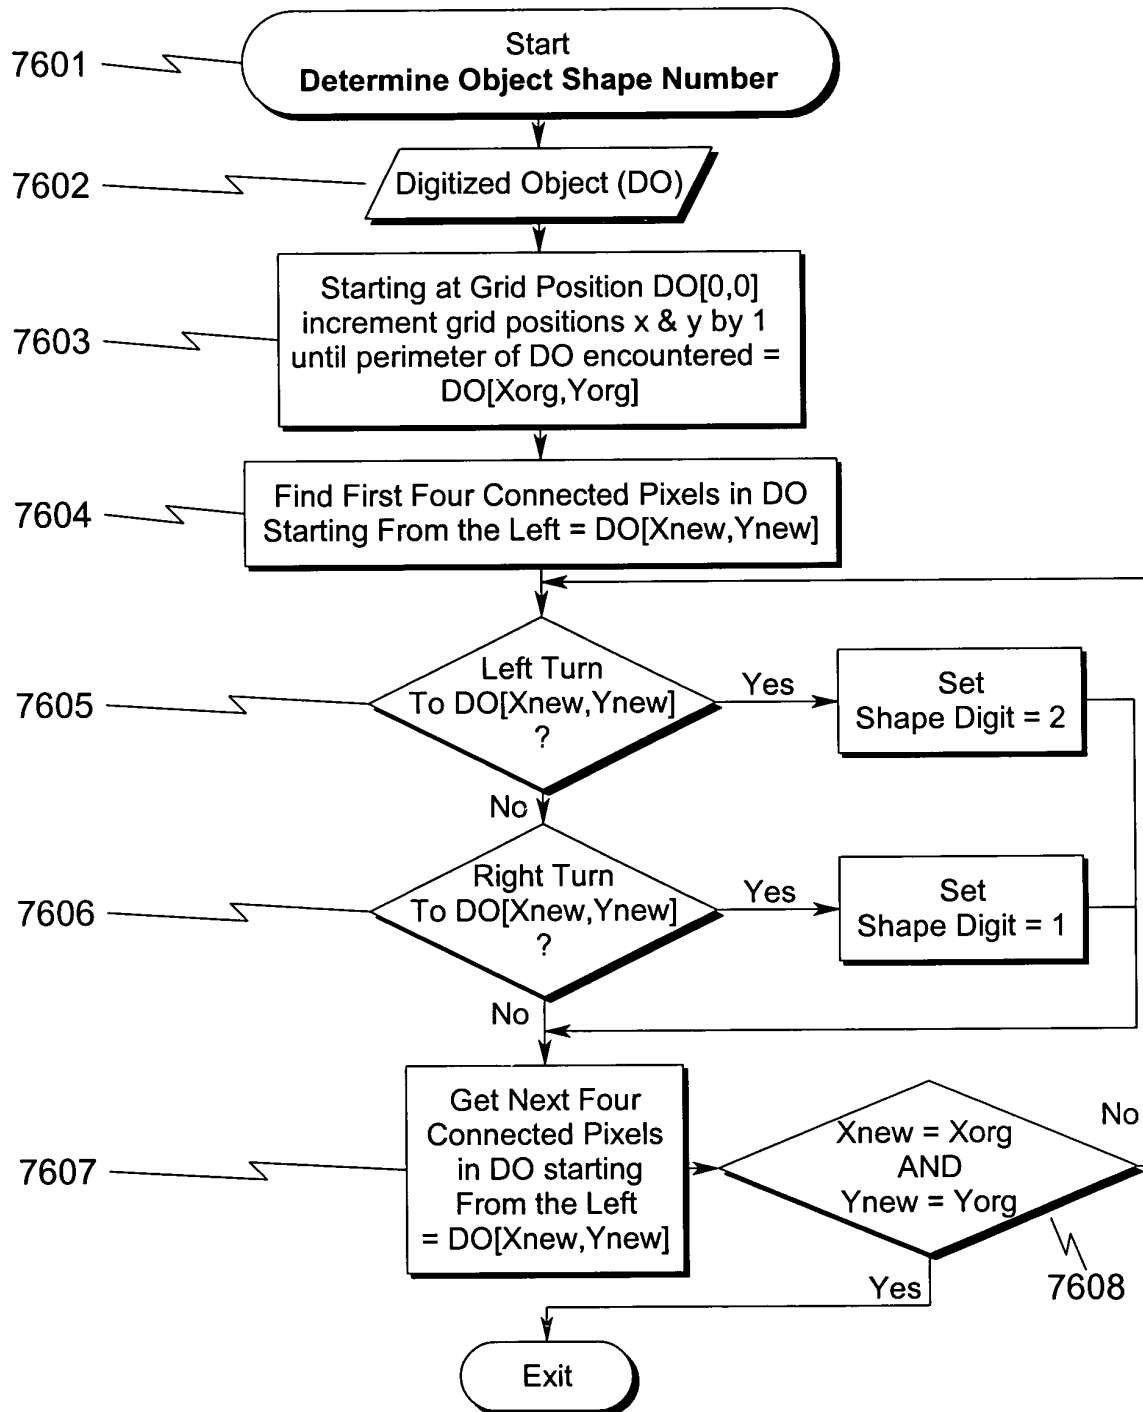 7601
Start
Determine Object Shape Number
7602
Digitized Object (DO)
7603
Starting at Grid Position DO[0,0]
increment grid positions x & y by 1
until perimeter of DO encountered =
DO[Xorg,Yorg]
7604
Find First Four Connected Pixels in DO
Starting From the Left = DO[Xnew,Ynew]
7605
Left Turn
To DO[Xnew,Ynew]
?
Yes
Set
Shape Digit = 2
No
7606
Right Turn
To DO[Xnew,Ynew]
?
Yes
Set
Shape Digit = 1
No
7607
Get Next Four
Connected Pixels
in DO starting
From the Left
= DO[Xnew,Ynew]
Xnew = Xorg
AND
Ynew = Yorg
No
7608
Yes
Exit